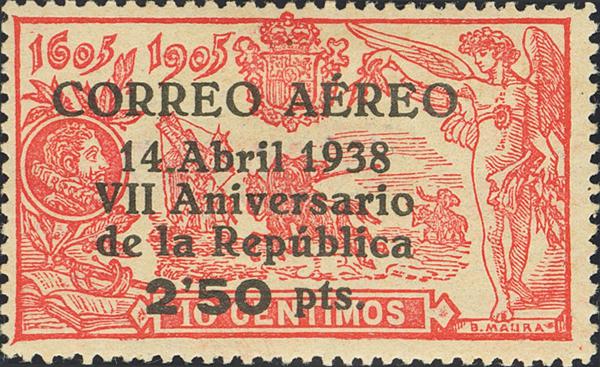 1605 1905
CORREO AÉREO
14. Abril 1938
VII Aniversario
de la República
2'50 pts.
10 CENTIMOS
B. MAURA